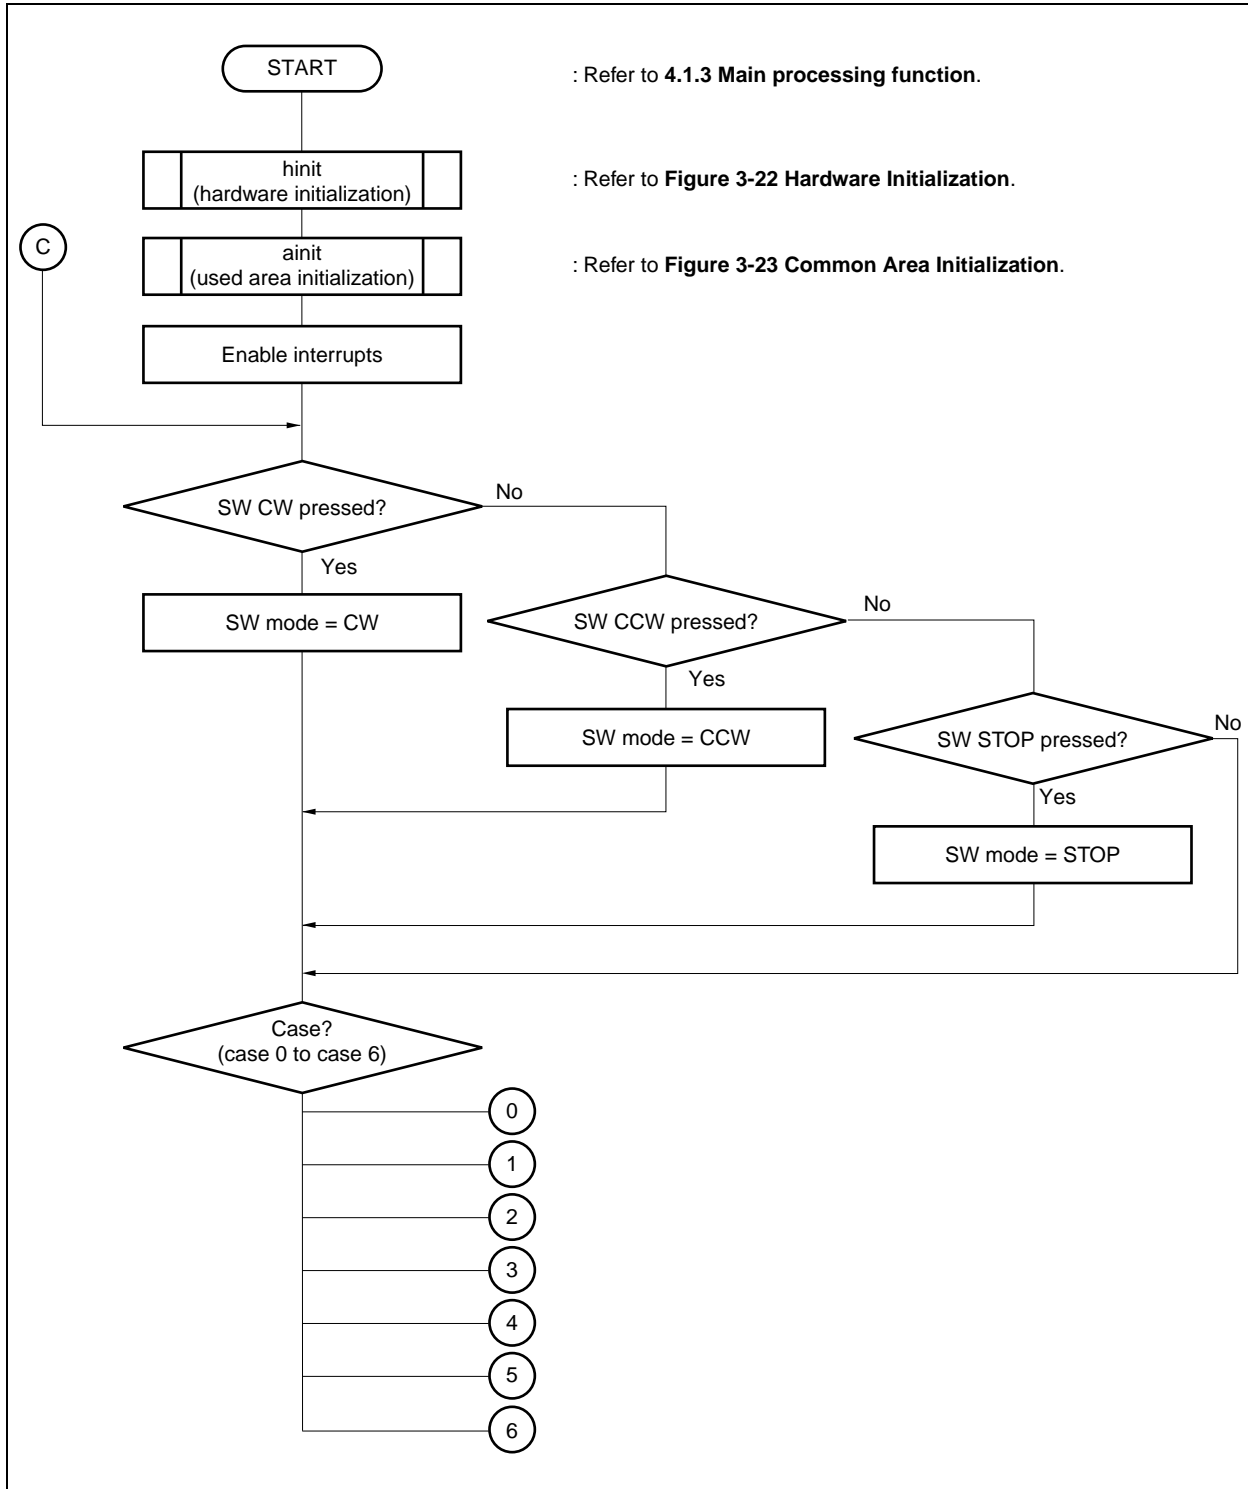 START
: Refer to 4.1.3 Main processing function.
hinit
(hardware initialization)
: Refer to Figure 3-22 Hardware Initialization.
C
ainit
(used area initialization)
: Refer to Figure 3-23 Common Area Initialization.
Enable interrupts
SW CW pressed?
No
Yes
SW mode = CW
SW CCW pressed?
No
Yes
SW mode = CCW
SW STOP pressed?
No
Yes
SW mode = STOP
Case?
(case 0 to case 6)
0
1
2
3
4
5
6